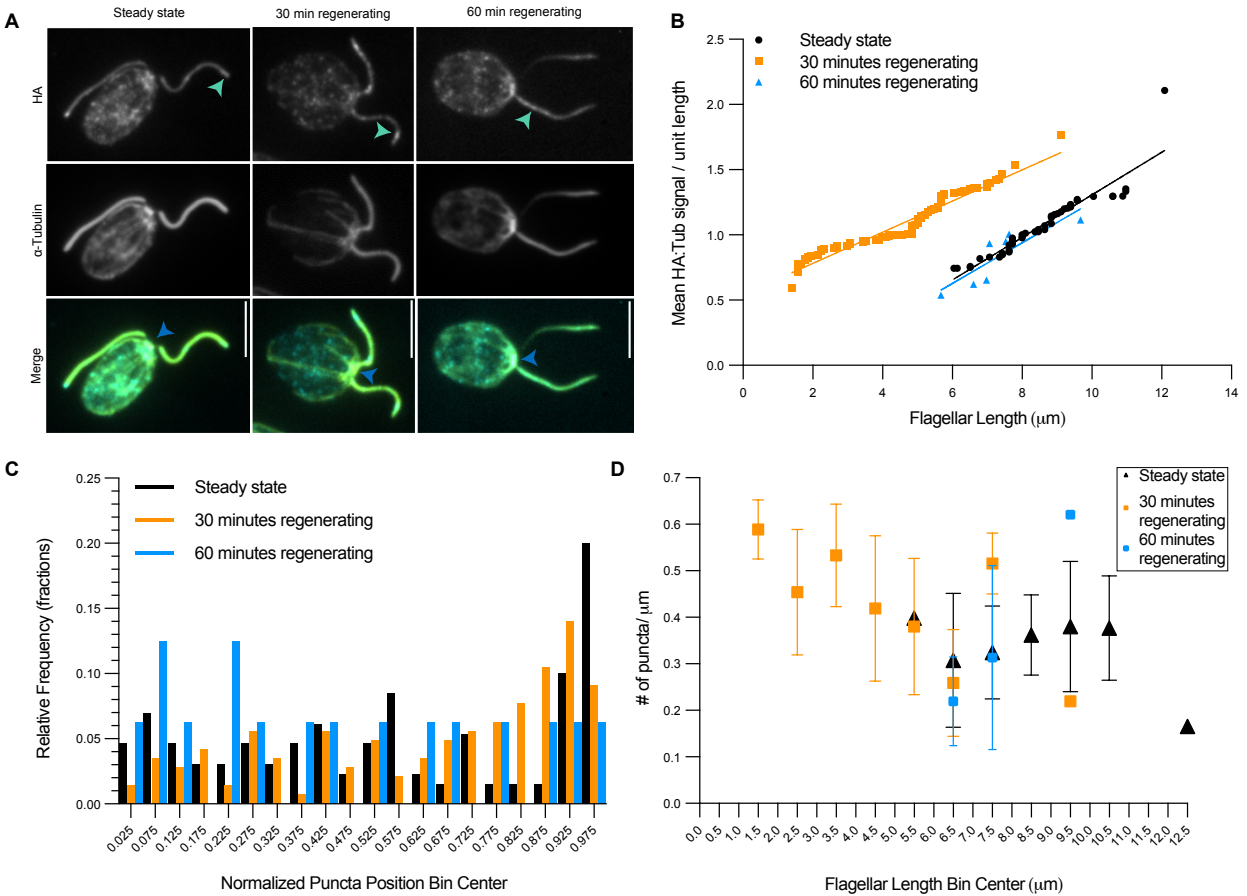 A
Steady state
30 min regenerating
60 min regenerating
HA
α-Tubulin
Merge
B
Steady state
30 minutes regenerating
60 minutes regenerating
Mean HA:Tub signal / unit length
2.5
2.0
1.5
1.0
0.5
0.0
0 2 4 6 8 10 12 14
Flagellar Length (μm)
C
Steady state
30 minutes regenerating
60 minutes regenerating
Relative Frequency (fractions)
0.25
0.20
0.15
0.10
0.05
0.00
0.025 0.075 0.125 0.175 0.225 0.275 0.325 0.375 0.425 0.475 0.525 0.575 0.625 0.675 0.725 0.775 0.825 0.875 0.925 0.975
Normalized Puncta Position Bin Center
D
Steady state
30 minutes
regenerating
60 minutes
regenerating
# of puncta/ μm
0.7
0.6
0.5
0.4
0.3
0.2
0.1
0.0
0.0 0.5 1.0 1.5 2.5 3.5 4.5 5.5 6.5 7.0 7.5 8.0 8.5 9.0 9.5 10.0 10.5 11.0 11.5 12.0 12.5
Flagellar Length Bin Center (μm)